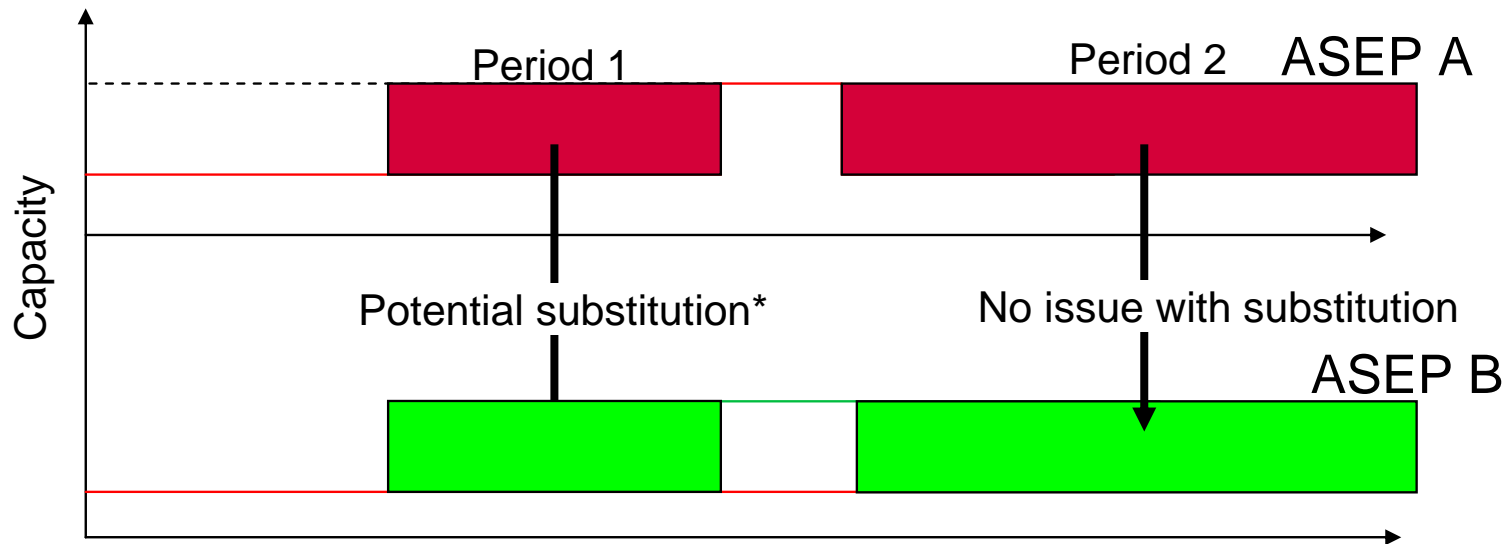 Period 1
Period 2
ASEP A
Capacity
Potential substitution*
No issue with substitution
ASEP B